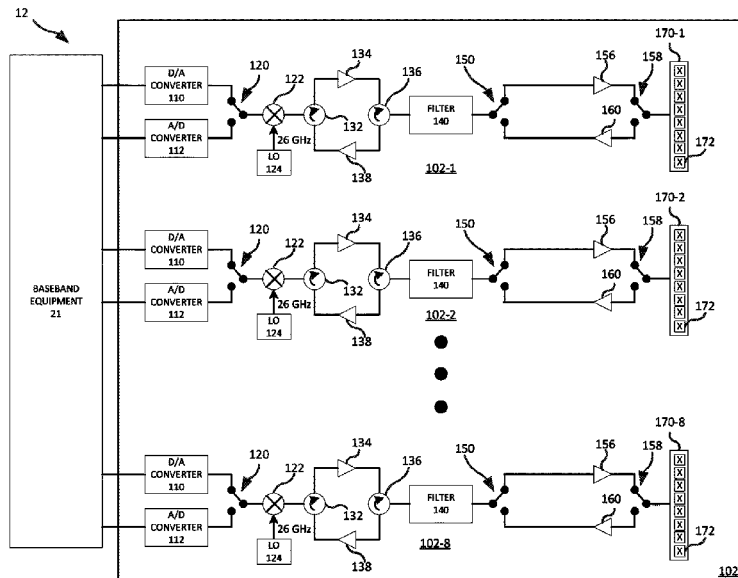 12
BASEBAND
EQUIPMENT
21
D/A
CONVERTER
110
A/D
CONVERTER
112
120
122
26 GHz
LO
124
134
132
138
136
FILTER
140
102-1
150
156
160
158
170-1
X
X
X
X
X
X
X
X
172
D/A
CONVERTER
110
A/D
CONVERTER
112
120
122
26 GHz
LO
124
134
132
138
136
FILTER
140
102-2
150
156
160
158
170-2
X
X
X
X
X
X
X
X
172
D/A
CONVERTER
110
A/D
CONVERTER
112
120
122
26 GHz
LO
124
134
132
138
136
FILTER
140
102-8
150
156
160
158
170-8
X
X
X
X
X
X
X
X
172
102